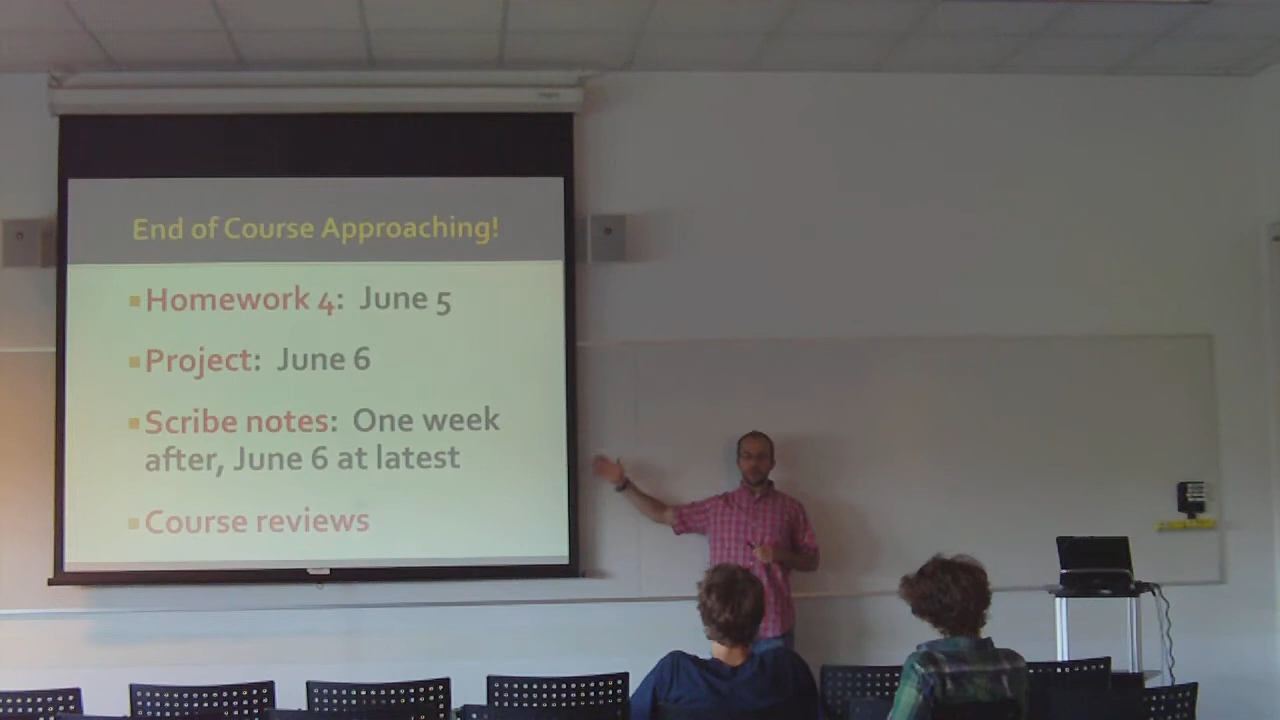 End of Course Approaching!
Homework 4: June 5
Project: June 6
Scribe notes: One week
after, June 6 at latest
Course reviews